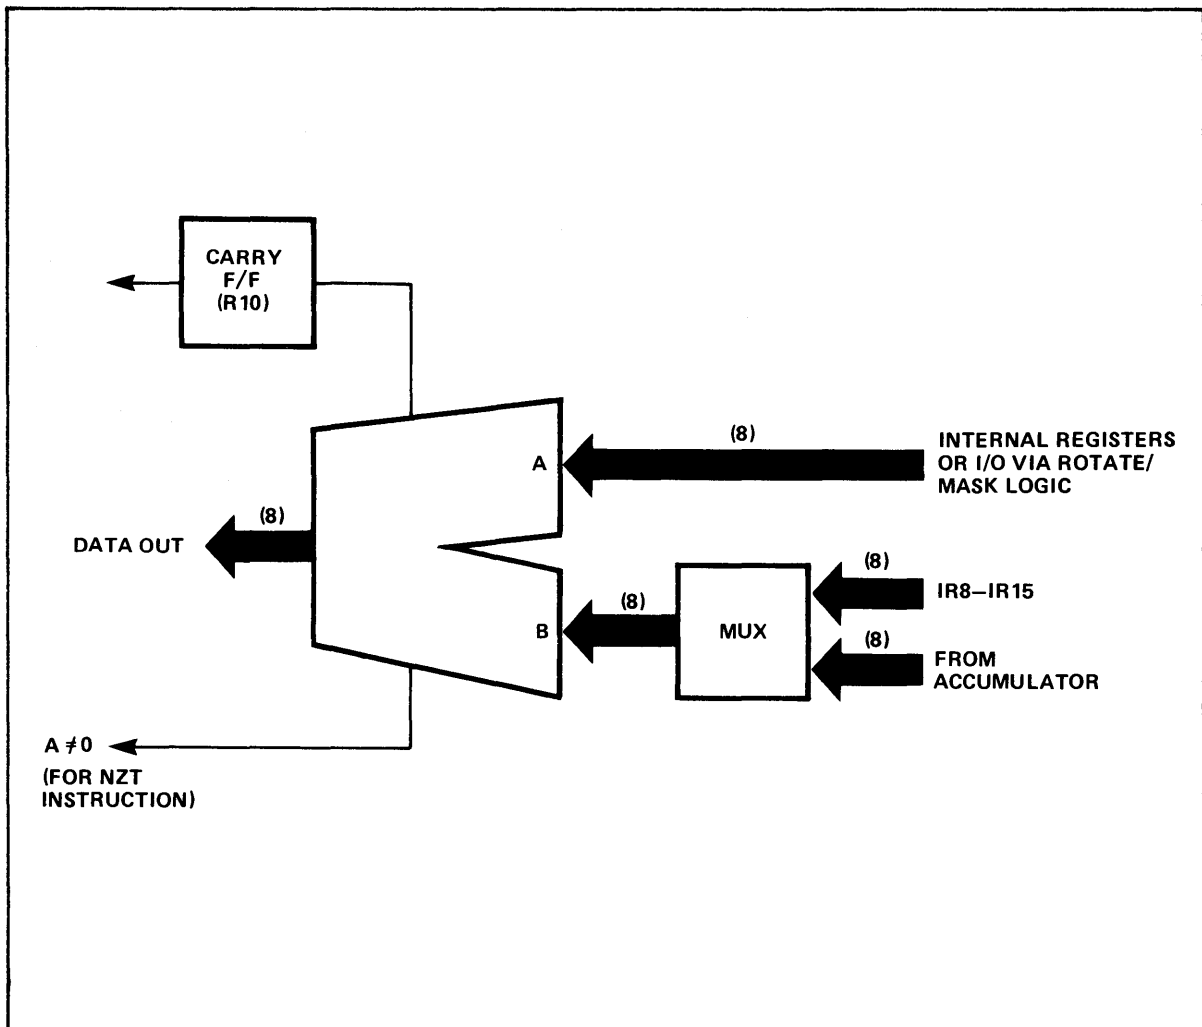 CARRY
F/F
(R10)
(8)
A
INTERNAL REGISTERS
OR I/O VIA ROTATE/
MASK LOGIC
(8)
DATA OUT
(8)
IR8–IR15
(8)
B
MUX
(8)
FROM
ACCUMULATOR
A ≠0
(FOR NZT
INSTRUCTION)